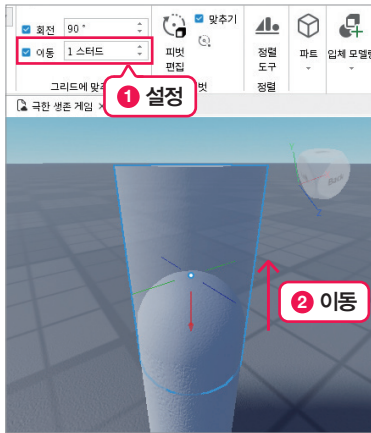 회전 90 °
맞추기
이동 1 스터드
피벗
편집
정렬
도구
파트
입체 모델링
그리드에 맞추
벗
정렬
1 설정
극한 생존 게임 ×
Y
Back
Z
2 이동